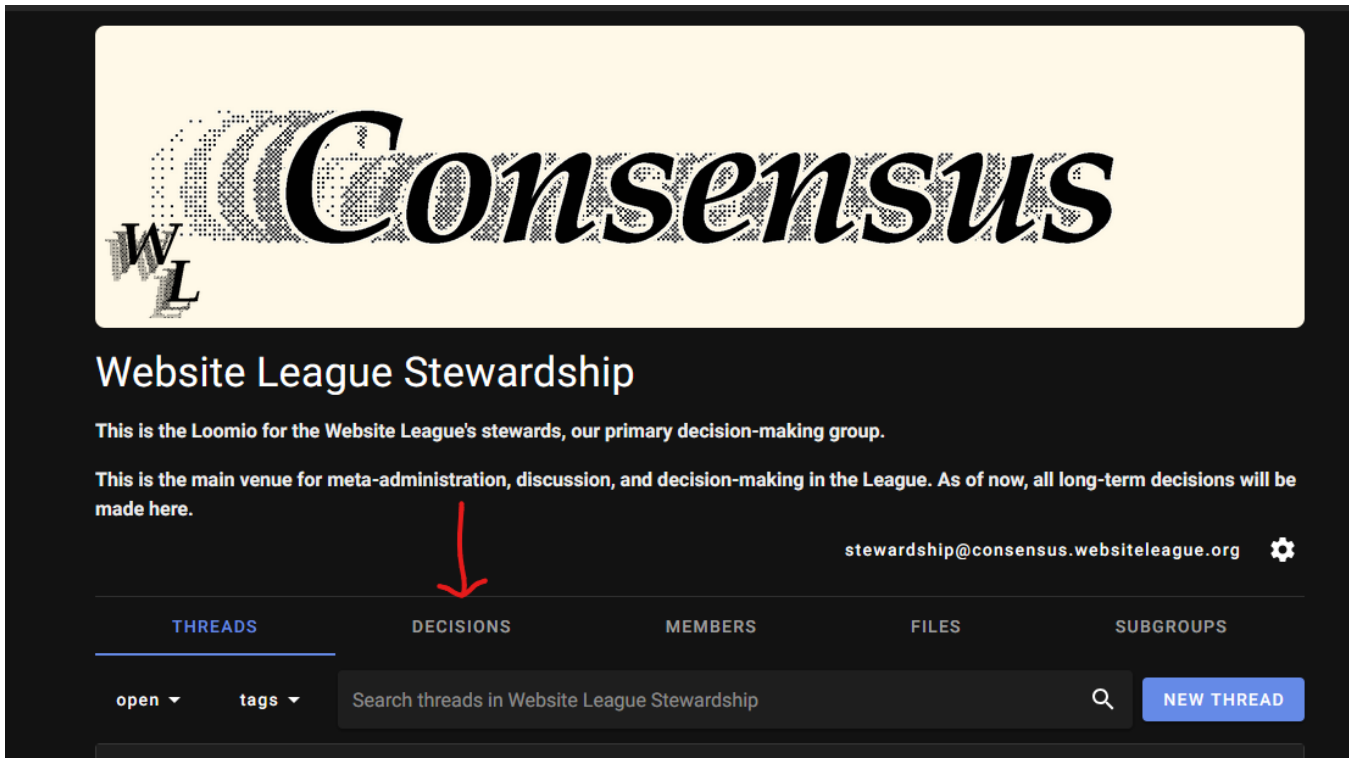 Consensus
WL
Website League Stewardship
This is the Loomio for the Website League's stewards, our primary decision-making group.
This is the main venue for meta-administration, discussion, and decision-making in the League. As of now, all long-term decisions will be
made here.
stewardship@consensus.websiteleague.org
THREADS DECISIONS MEMBERS FILES SUBGROUPS
open tags Search threads in Website League Stewardship NEW THREAD